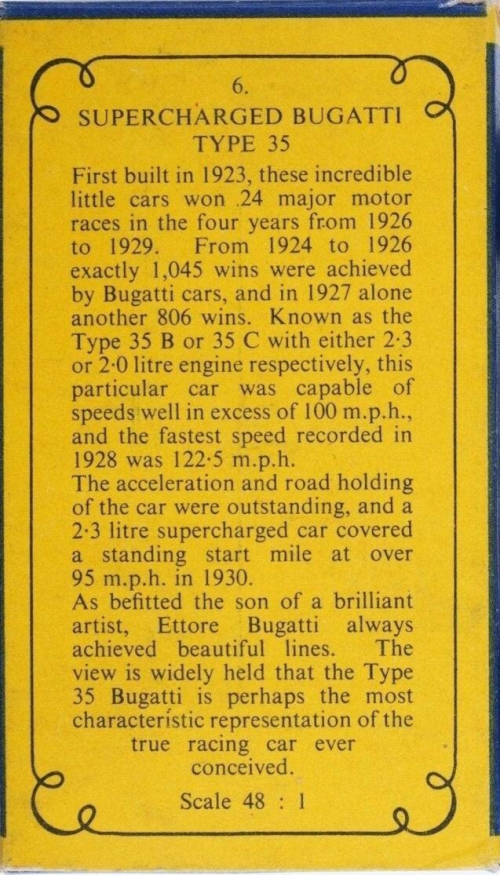 6.
SUPERCHARGED BUGATTI
TYPE 35
First built in 1923, these incredible
little cars won 24 major motor
races in the four years from 1926
to 1929. From 1924 to 1926
exactly 1,045 wins were achieved
by Bugatti cars, and in 1927 alone
another 806 wins. Known as the
Type 35 B or 35 C with either 2·3
or 2·0 litre engine respectively, this
particular car was capable of
speeds well in excess of 100 m.p.h.,
and the fastest speed recorded in
1928 was 122·5 m.p.h.
The acceleration and road holding
of the car were outstanding, and a
2·3 litre supercharged car covered
a standing start mile at over
95 m.p.h. in 1930.
As befitted the son of a brilliant
artist, Ettore Bugatti always
achieved beautiful lines. The
view is widely held that the Type
35 Bugatti is perhaps the most
characteristic representation of the
true racing car ever
conceived.
Scale 48 : 1